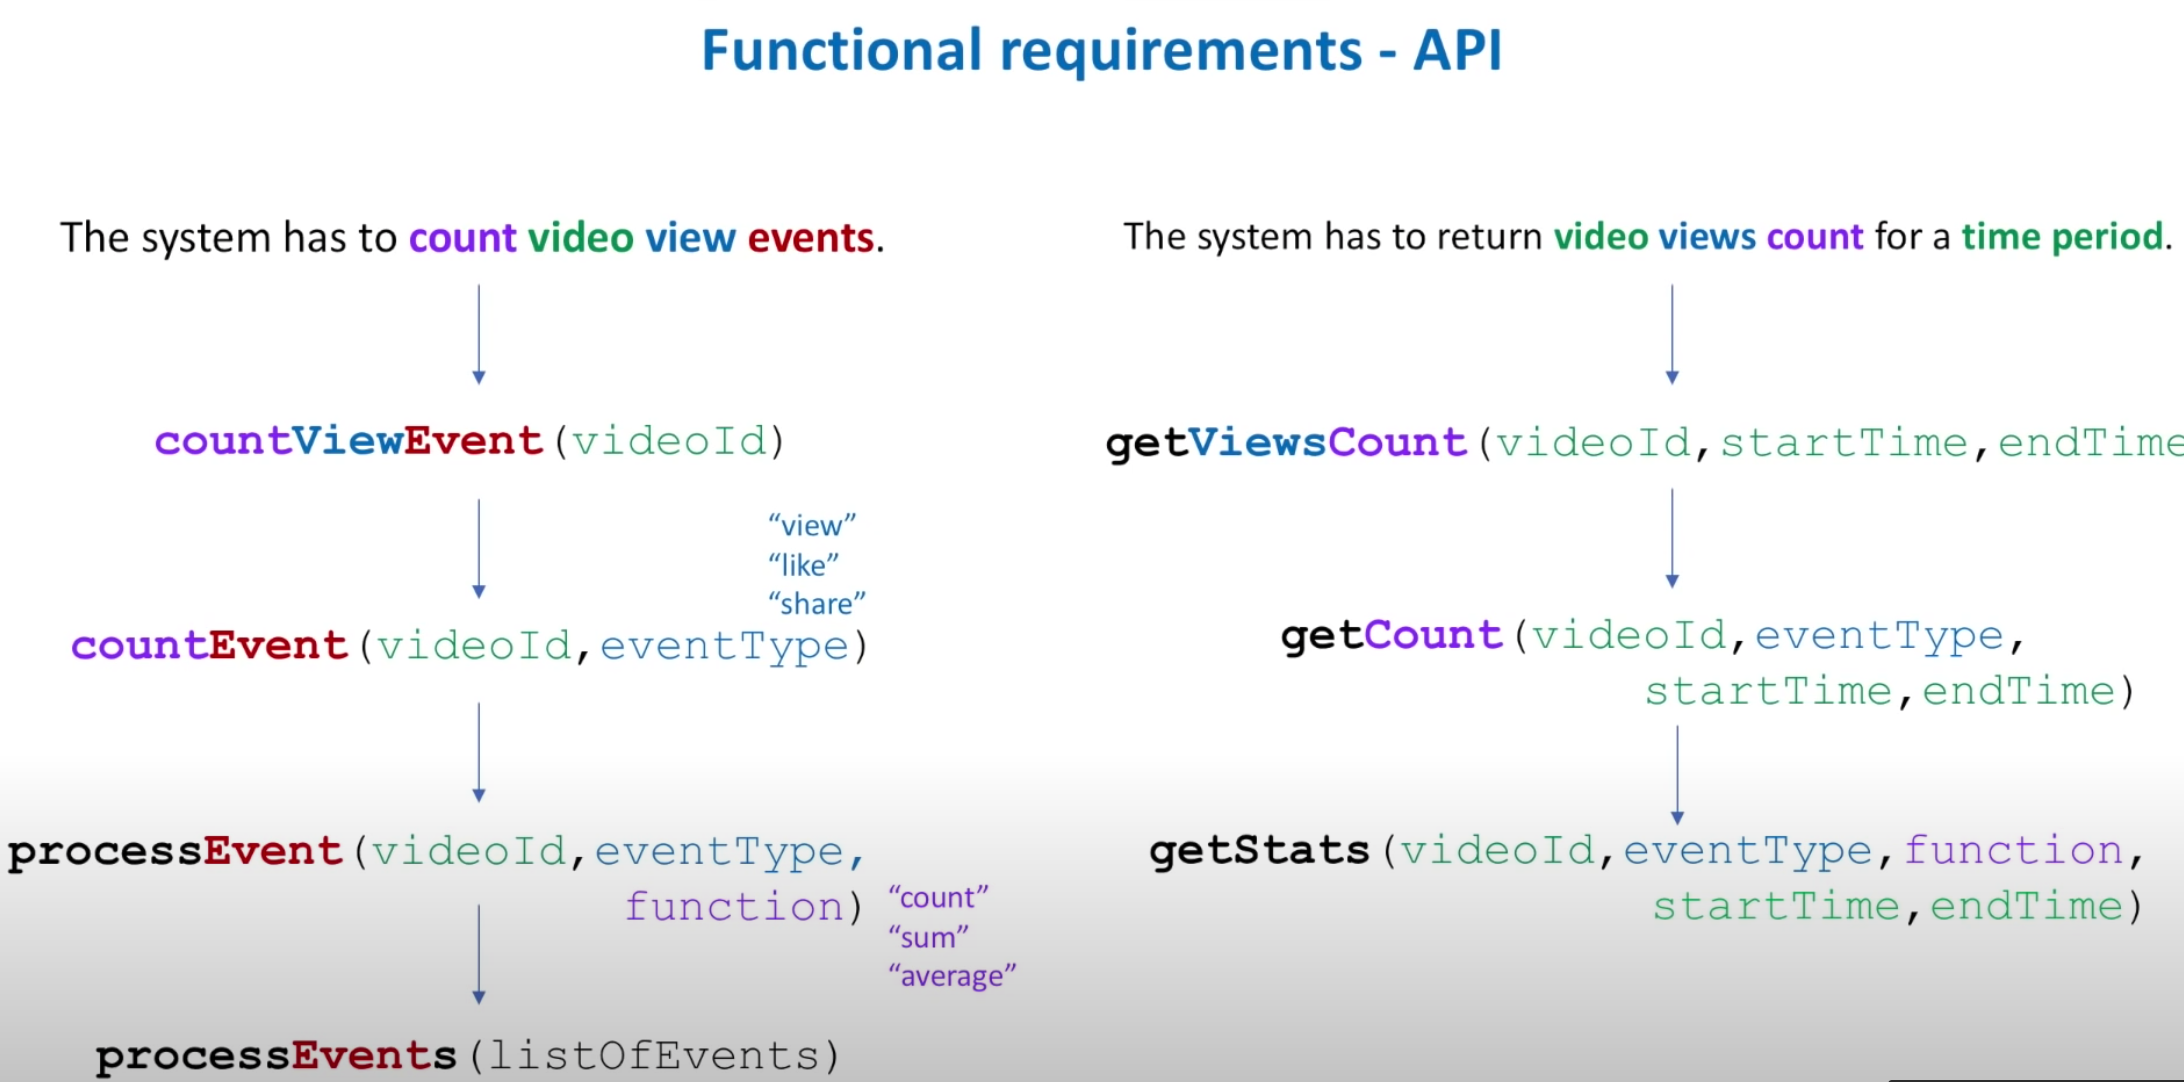 Functional requirements - API
The system has to count video view events.
countViewEvent(videoId)
“view”
“like”
“share”
countEvent(videoId,eventType)
processEvent(videoId,eventType,
function)
“count”
“sum”
“average”
processEvents(listOfEvents)
The system has to return video views count for a time period.
getViewsCount(videoId,startTime,endTime
getCount(videoId,eventType,
startTime,endTime)
getStats(videoId,eventType,function,
startTime,endTime)